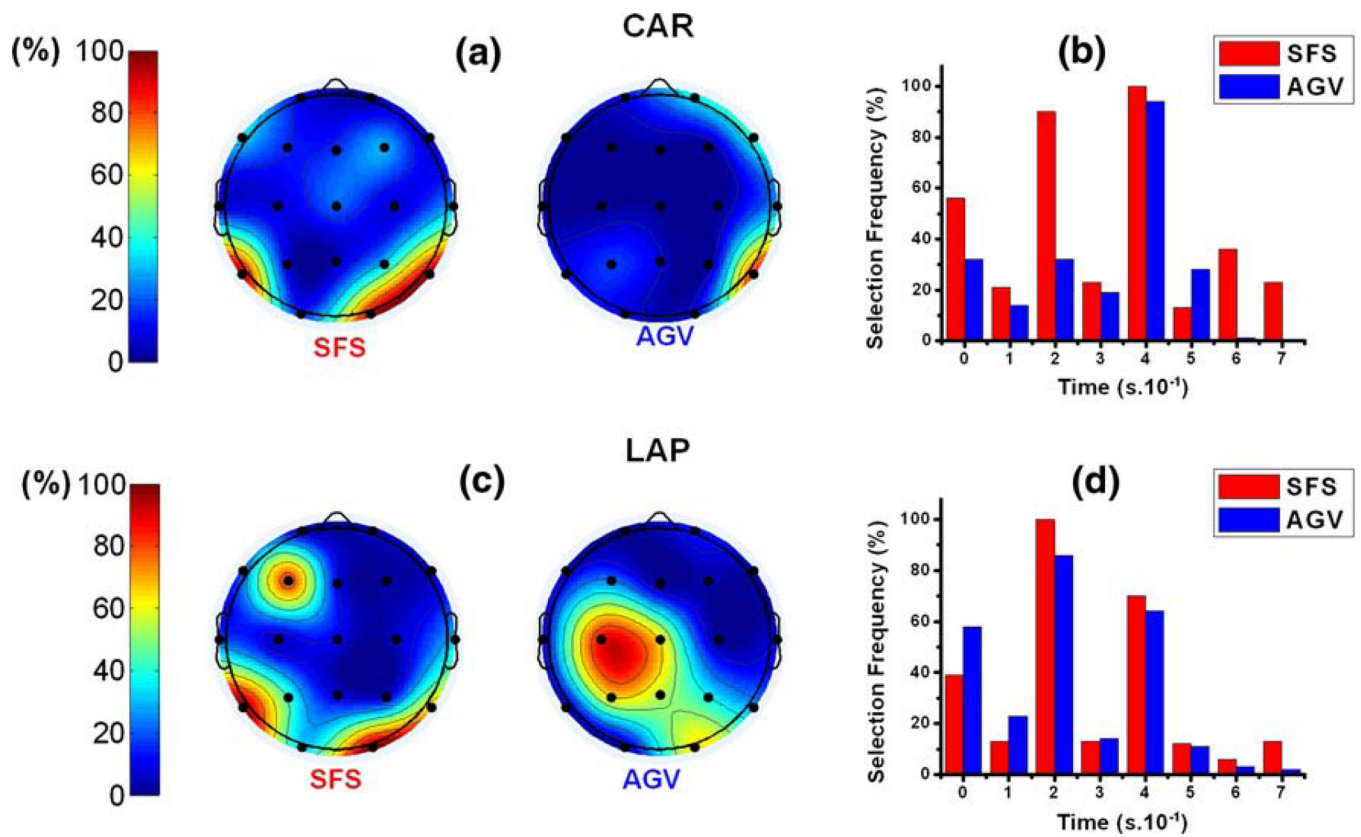 CAR
(%)
(a)
100
80
60
40
20
0
SFS
AGV
(b)
SFS
AGV
Selection Frequency (%)
100
80
60
40
20
0
0 1 2 3 4 5 6 7
Time (s.10⁻¹)
LAP
(%)
(c)
100
80
60
40
20
0
SFS
AGV
(d)
SFS
AGV
Selection Frequency (%)
100
80
60
40
20
0
0 1 2 3 4 5 6 7
Time (s.10⁻¹)